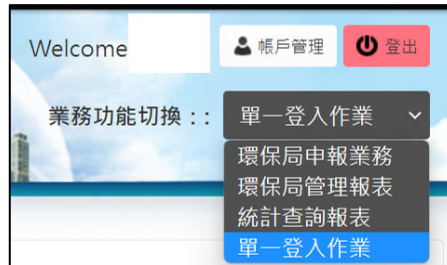 Welcome 帳戶管理 登出
業務功能切換：: 單一登入作業
環保局申報業務
環保局管理報表
統計查詢報表
單一登入作業